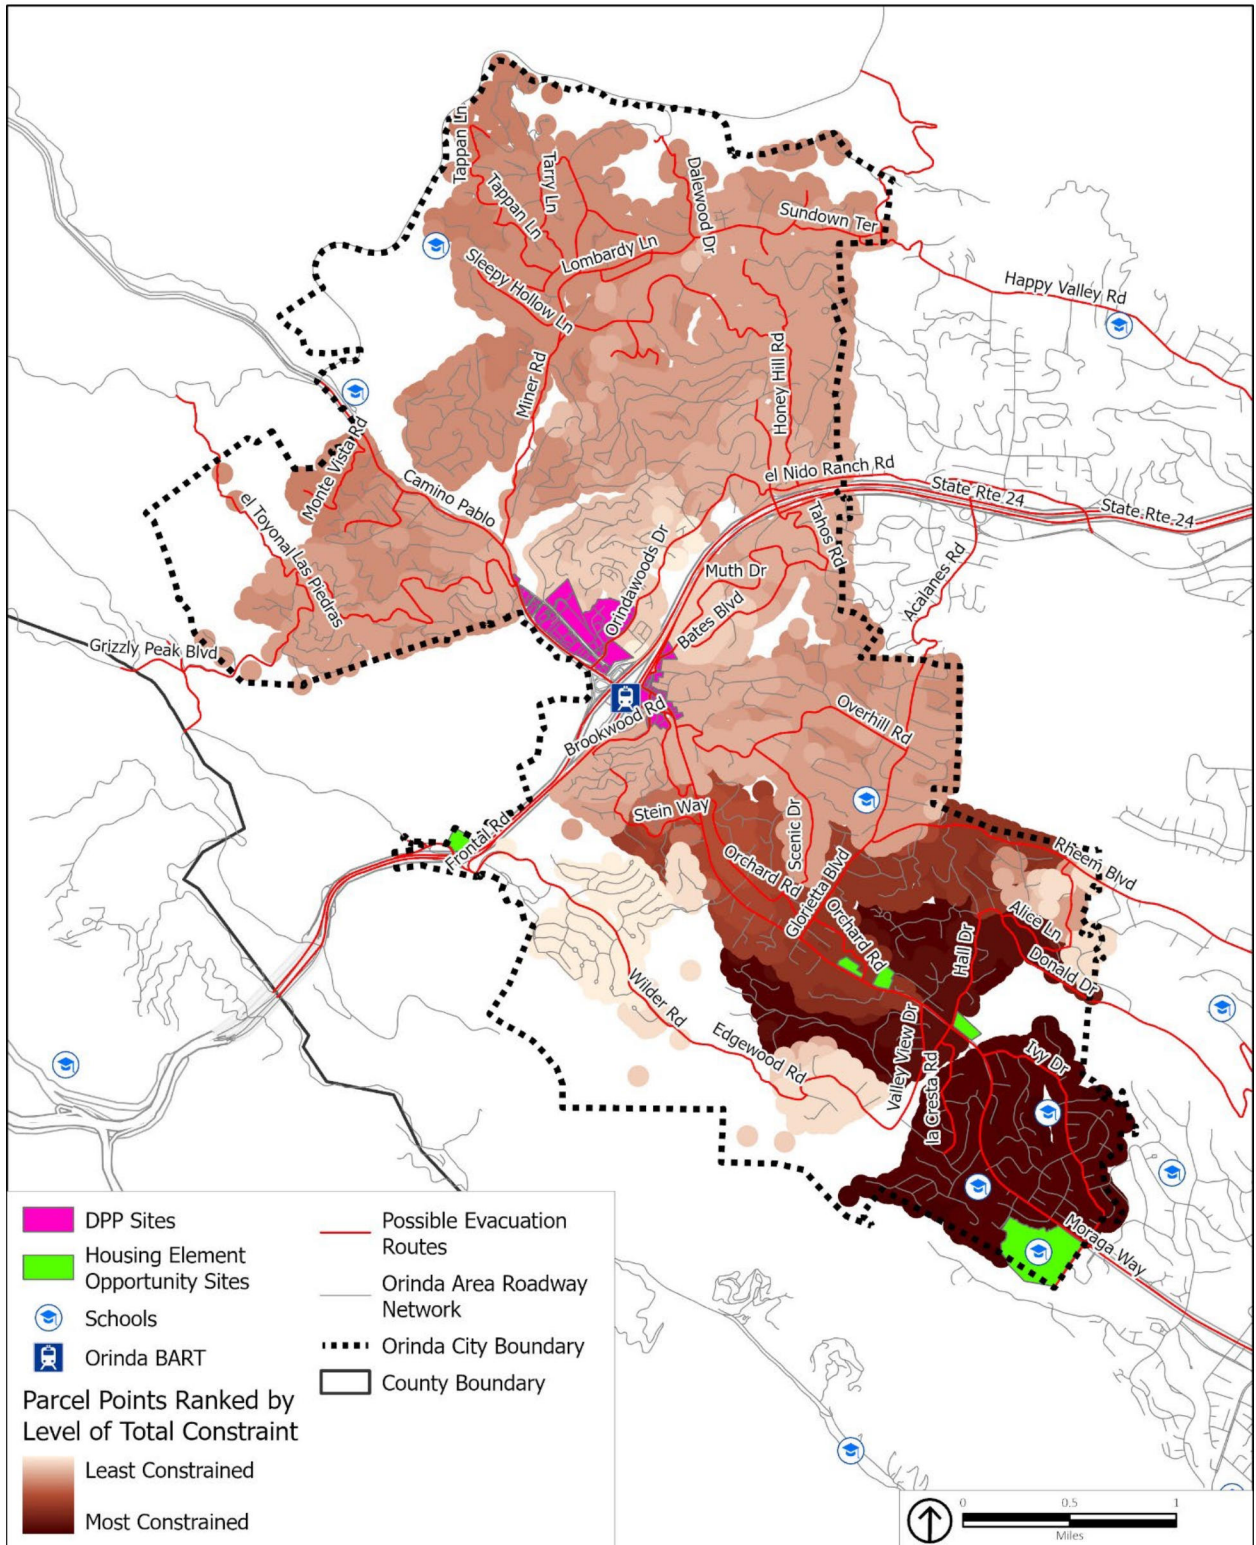 Tappan Ln
Tarry Ln
Tappan Ln
Dalewood Dr
Sundown Ter
Lombardy Ln
Sleepy Hollow Ln
Happy Valley Rd
Miner Rd
Honey Hill Rd
Monte Vista Rd
Camino Pablo
el Nido Ranch Rd
State Rte 24
State Rte 24
el Toyonal
Las Piedras
Orindawoods Dr
Tahos Rd
Muth Dr
Bates Blvd
Acalanes Rd
Grizzly Peak Blvd
Brookwood Rd
Overhill Rd
Stein Way
Scenic Dr
Frontal Rd
Orchard Rd
Glorietta Blvd
Rheem Blvd
Orchard Rd
Alice Ln
Hall Dr
Donald Dr
Wilder Rd
Edgewood Rd
Valley View Dr
la Cresta Rd
Ivy Dr
Moraga Way
DPP Sites
Housing Element
Opportunity Sites
Schools
Orinda BART
Parcel Points Ranked by
Level of Total Constraint
Least Constrained
Most Constrained
Possible Evacuation
Routes
Orinda Area Roadway
Network
Orinda City Boundary
County Boundary
0 0.5 1
Miles